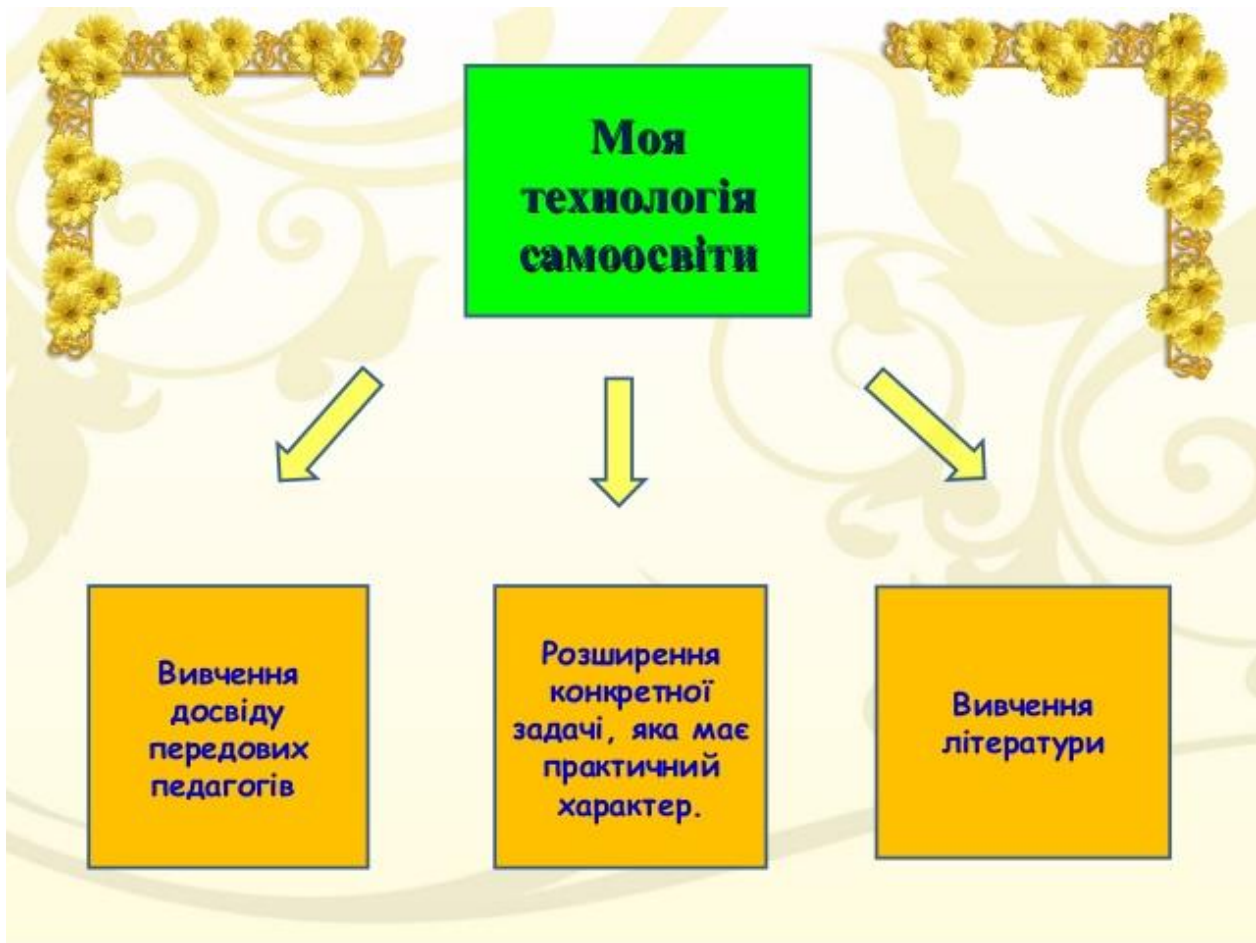 Моя
технологія
самоосвіти
Вивчення
досвіду
передових
педагогів
Розширення
конкретної
задачі, яка має
практичний
характер.
Вивчення
літератури